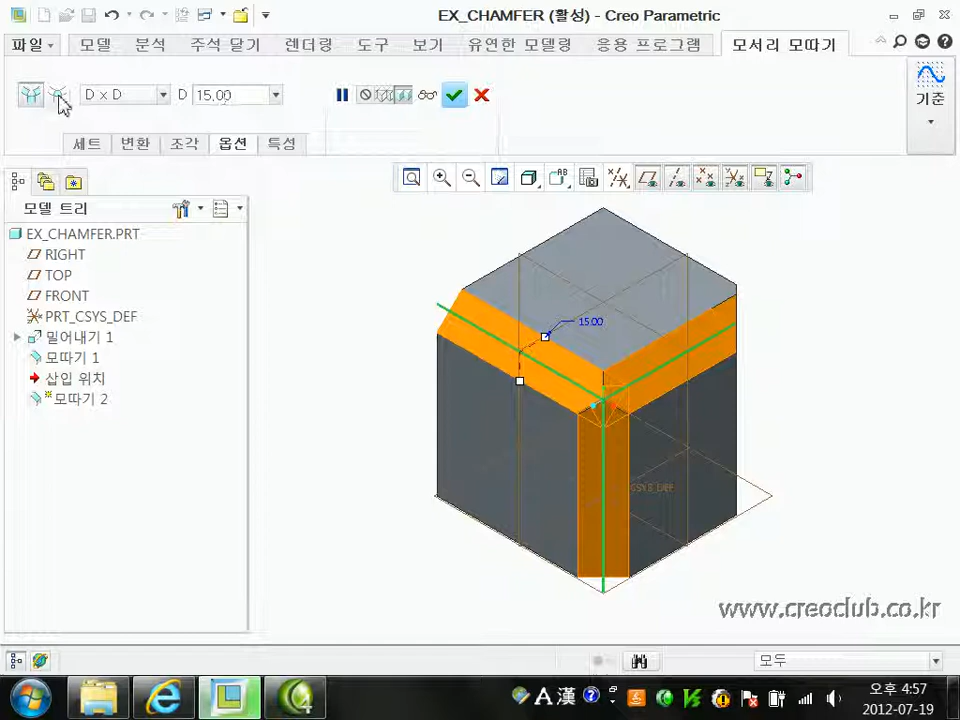 EX_CHAMFER (활성) - Creo Parametric
파일 모델 분석 주석 달기 렌더링 도구 보기 유연한 모델링 응용 프로그램 모서리 모따기
D x D D 15.00
기준
세트 변환 조각 옵션 특성
모델 트리
EX_CHAMFER.PRT
RIGHT
TOP
FRONT
PRT_CSYS_DEF
밀어내기 1
모따기 1
삽입 위치
모따기 2
15.00
CSYS_DEF
www.creoclub.co.kr
모두
A 漢
오후 4:57
2012-07-19